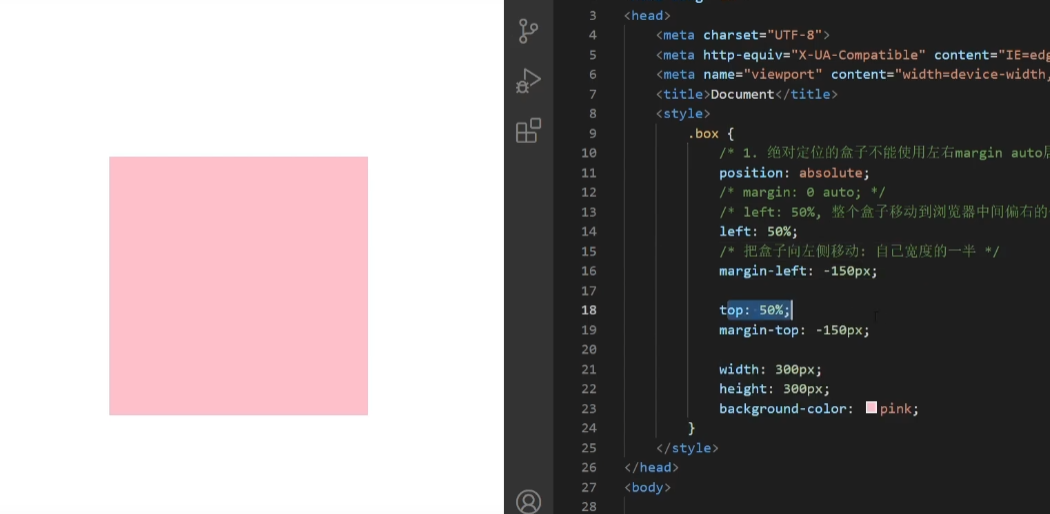 3 <head>
4 <meta charset="UTF-8">
5 <meta http-equiv="X-UA-Compatible" content="IE=edg
6 <meta name="viewport" content="width=device-width,
7 <title>Document</title>
8 <style>
9 .box {
10 /* 1. 绝对定位的盒子不能使用左右margin auto居
11 position: absolute;
12 /* margin: 0 auto; */
13 /* left: 50%, 整个盒子移动到浏览器中间偏右的
14 left: 50%;
15 /* 把盒子向左侧移动: 自己宽度的一半 */
16 margin-left: -150px;
17
18 top: 50%;
19 margin-top: -150px;
20
21 width: 300px;
22 height: 300px;
23 background-color: pink;
24 }
25 </style>
26 </head>
27 <body>
28